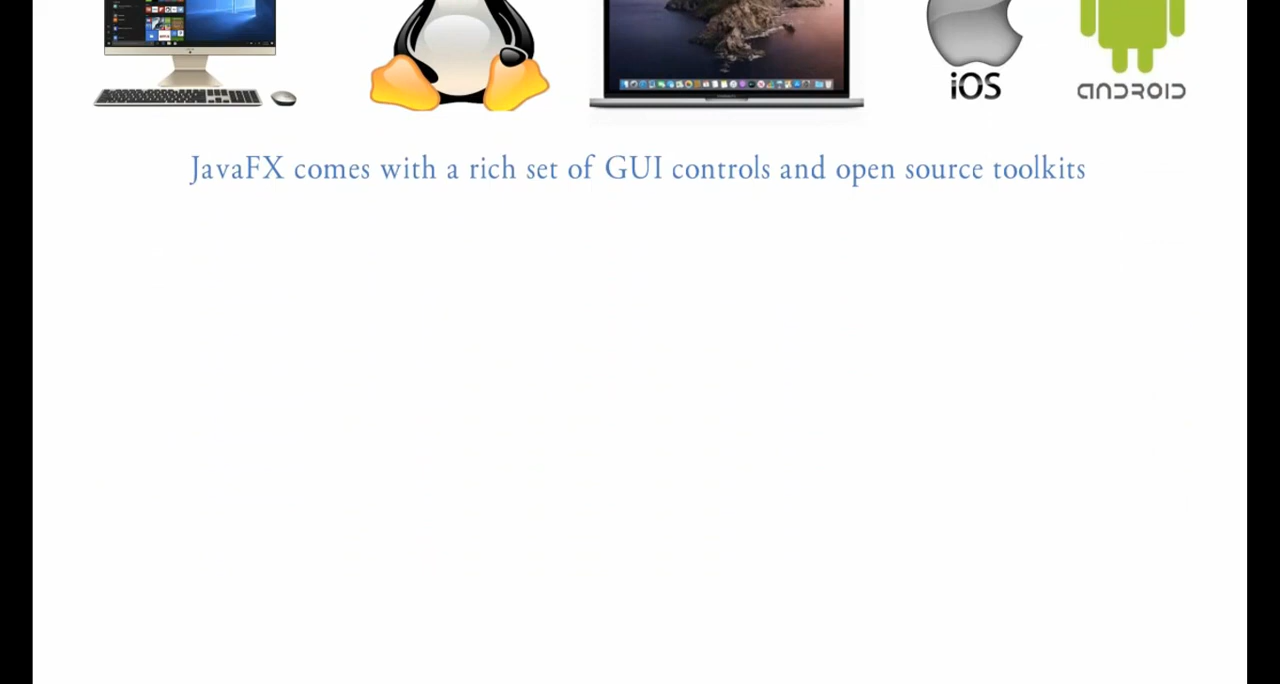 iOS
ANDROID
JavaFX comes with a rich set of GUI controls and open source toolkits